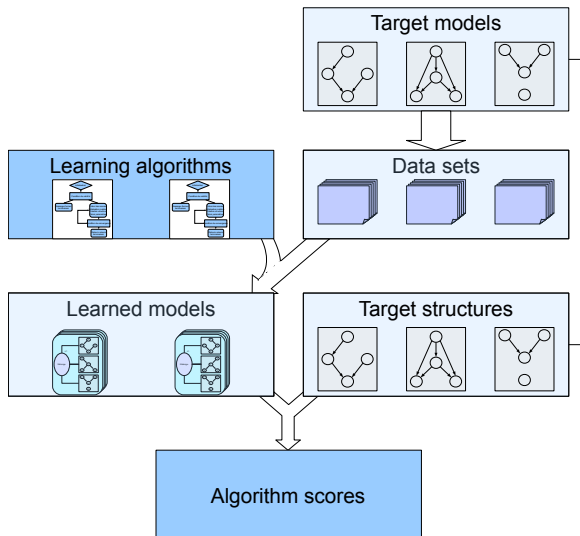 Target models
Learning algorithms
Data sets
Learned models
Target structures
Algorithm scores